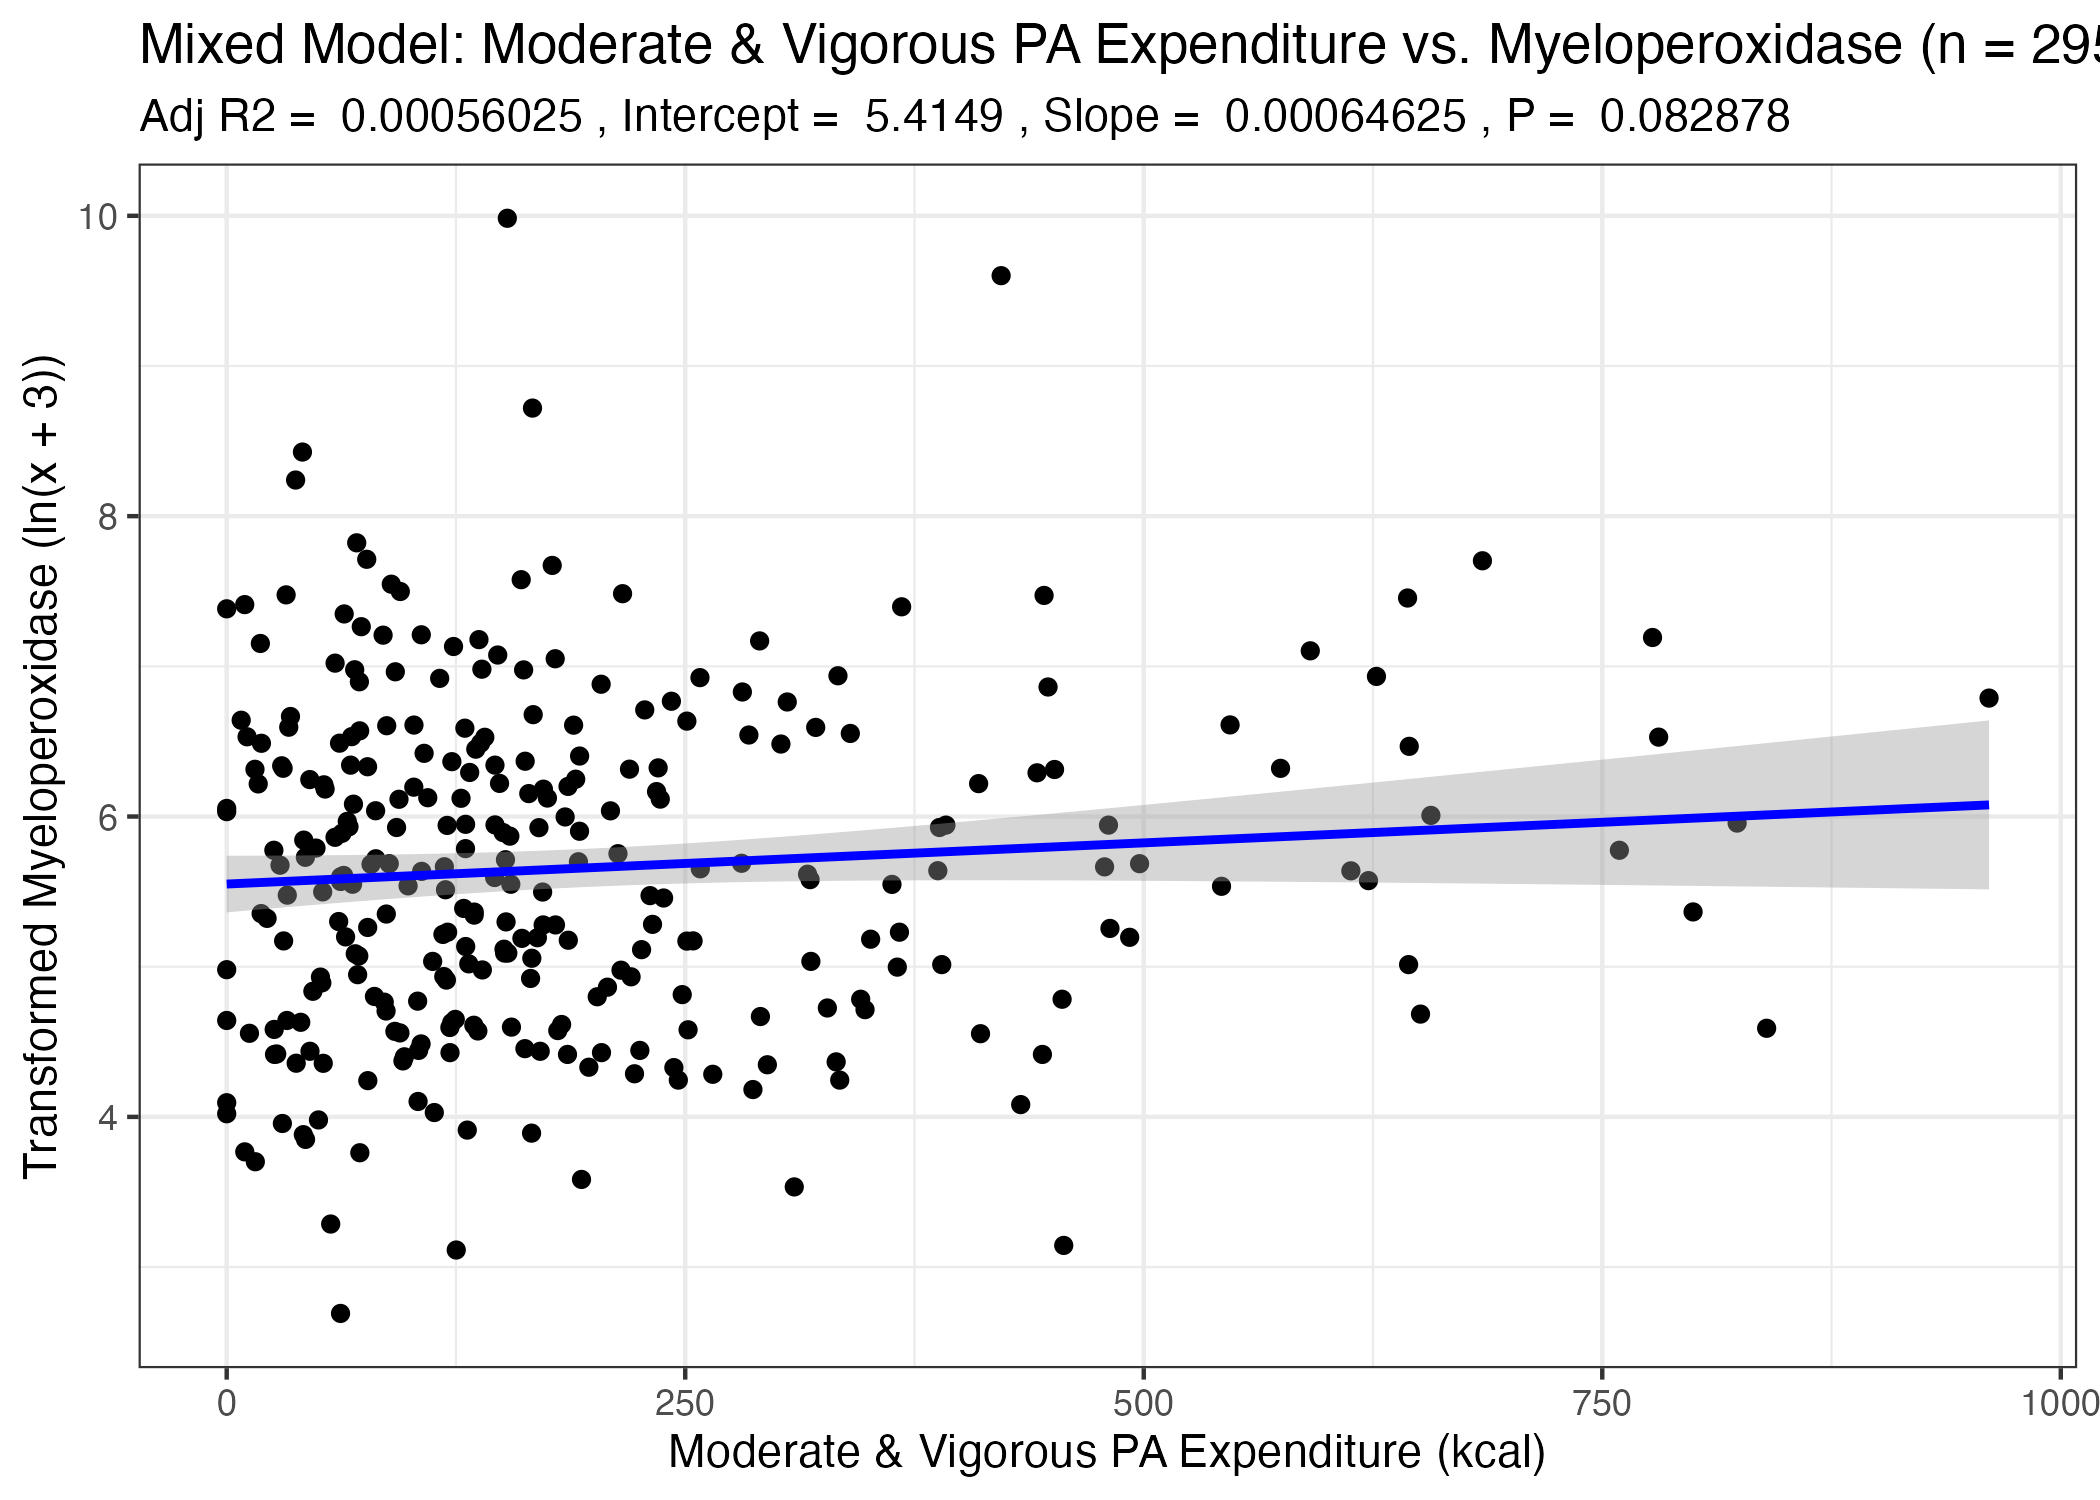 Mixed Model: Moderate & Vigorous PA Expenditure vs. Myeloperoxidase (n = 295
Adj R2 =  0.00056025 , Intercept =  5.4149 , Slope =  0.00064625 , P =  0.082878
Transformed Myeloperoxidase (ln(x + 3))
10
8
6
4
0
250
500
750
1000
Moderate & Vigorous PA Expenditure (kcal)